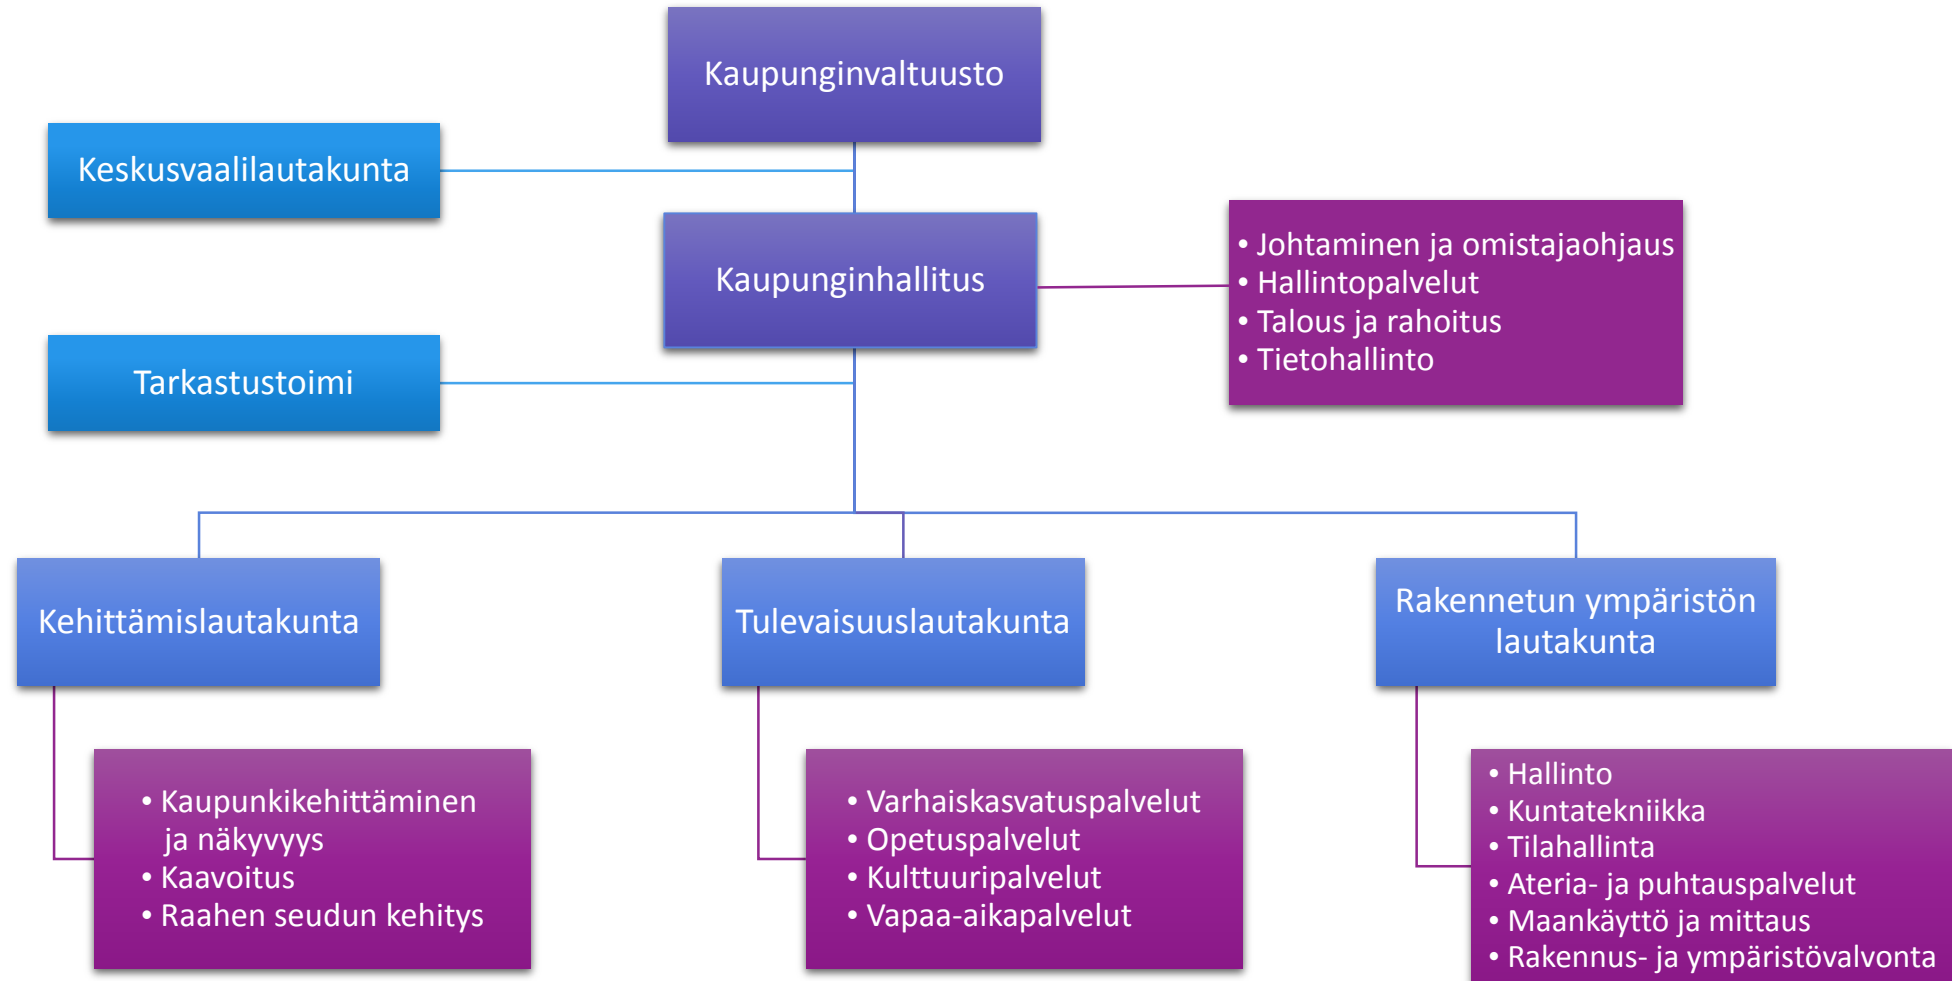 Kaupunginvaltuusto
Keskusvaalilautakunta
Kaupunginhallitus
• Johtaminen ja omistajaohjaus
• Hallintopalvelut
• Talous ja rahoitus
• Tietohallinto
Tarkastustoimi
Kehittämislautakunta
Tulevaisuuslautakunta
Rakennetun ympäristön
lautakunta
• Kaupunkikehittäminen
ja näkyvyys
• Kaavoitus
• Raahen seudun kehitys
• Varhaiskasvatuspalvelut
• Opetuspalvelut
• Kulttuuripalvelut
• Vapaa-aikapalvelut
• Hallinto
• Kuntatekniikka
• Tilahallinta
• Ateria- ja puhtauspalvelut
• Maankäyttö ja mittaus
• Rakennus- ja ympäristövalvonta